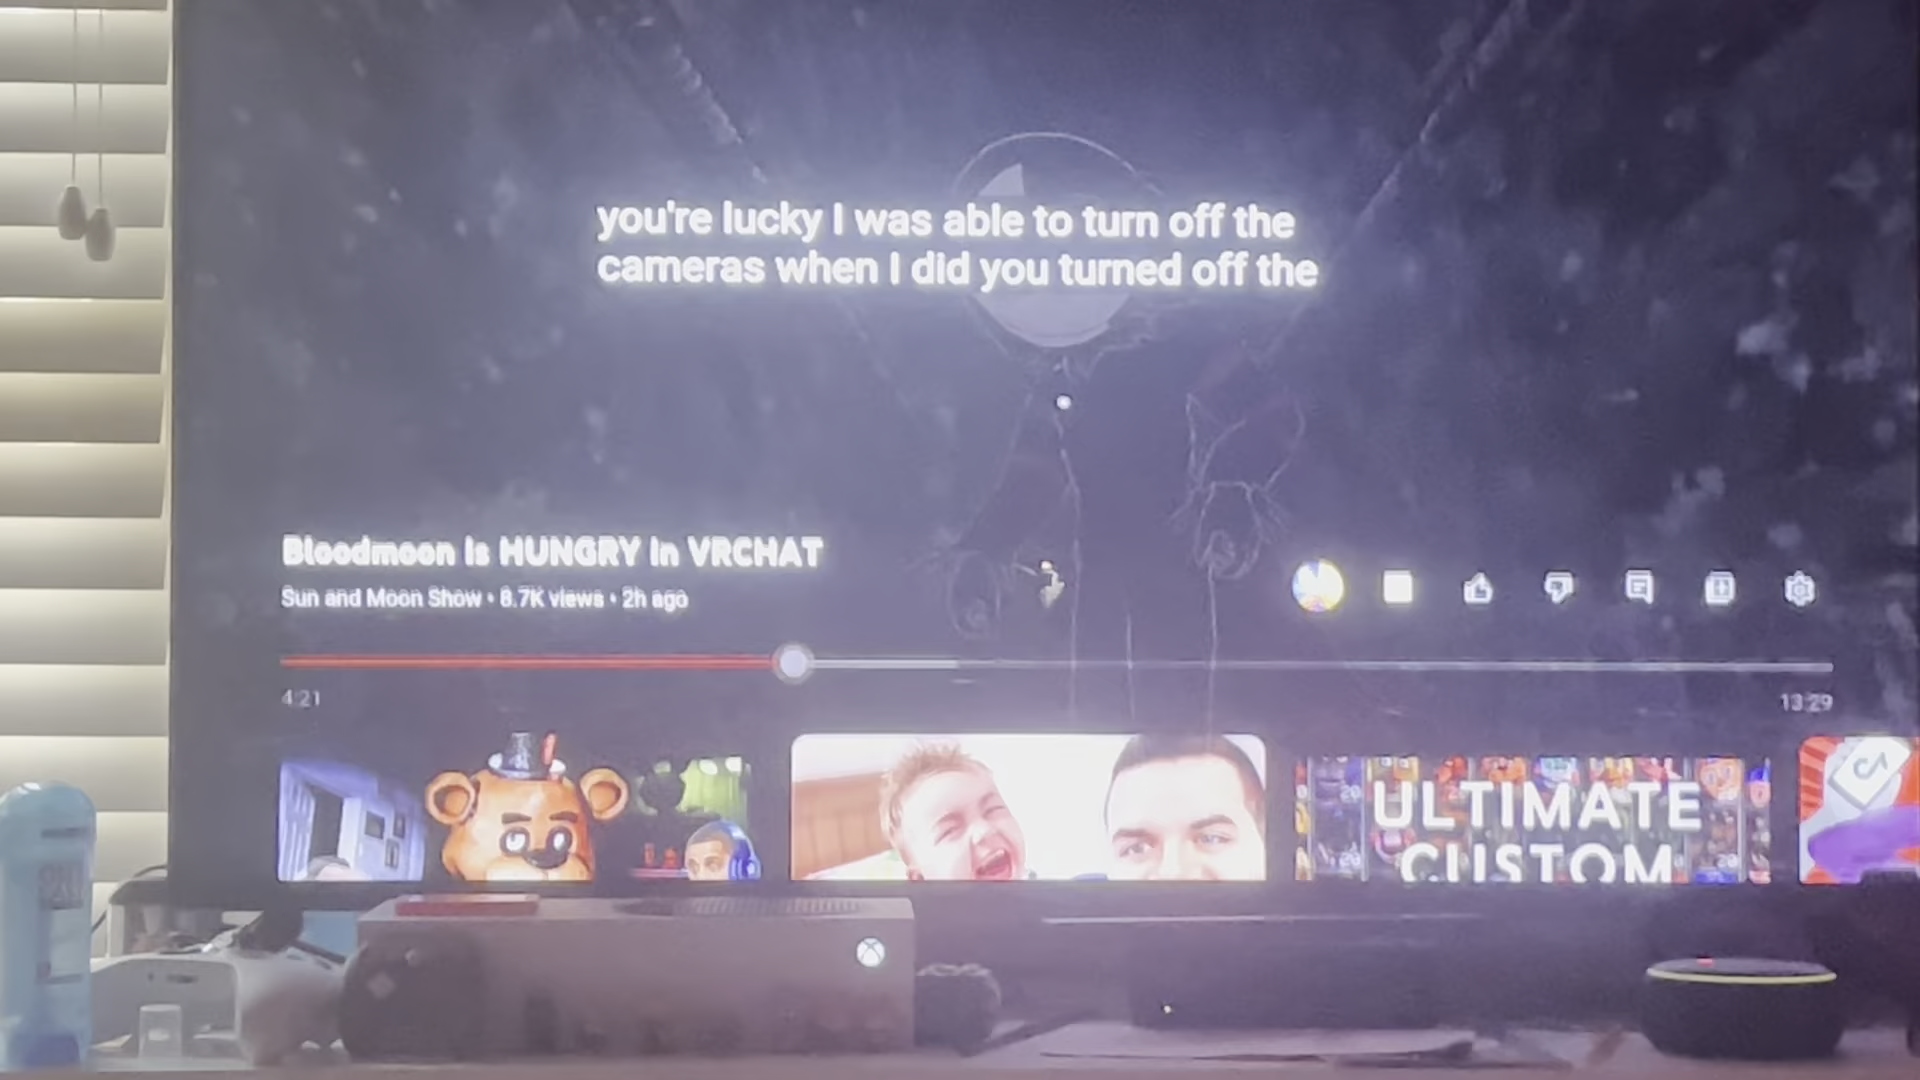 you're lucky I was able to turn off the
cameras when I did you turned off the
Bloodmoon is HUNGRY in VRCHAT
Sun and Moon Show • 8.7K views • 2h ago
4:21
13:29
ULTIMATE
CUSTOM